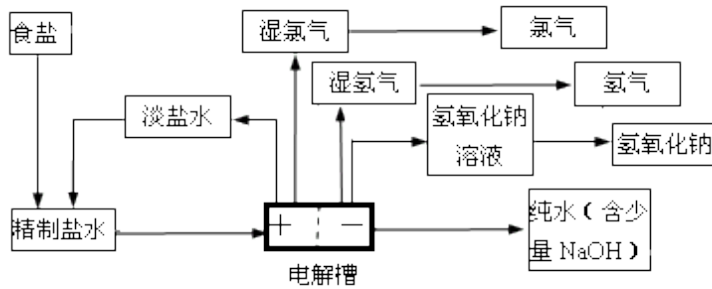 食盐
湿氯气
氯气
湿氢气
氢气
淡盐水
氢氧化钠
溶液
氢氧化钠
精制盐水
+ −
纯水（含少
量 NaOH）
电解槽